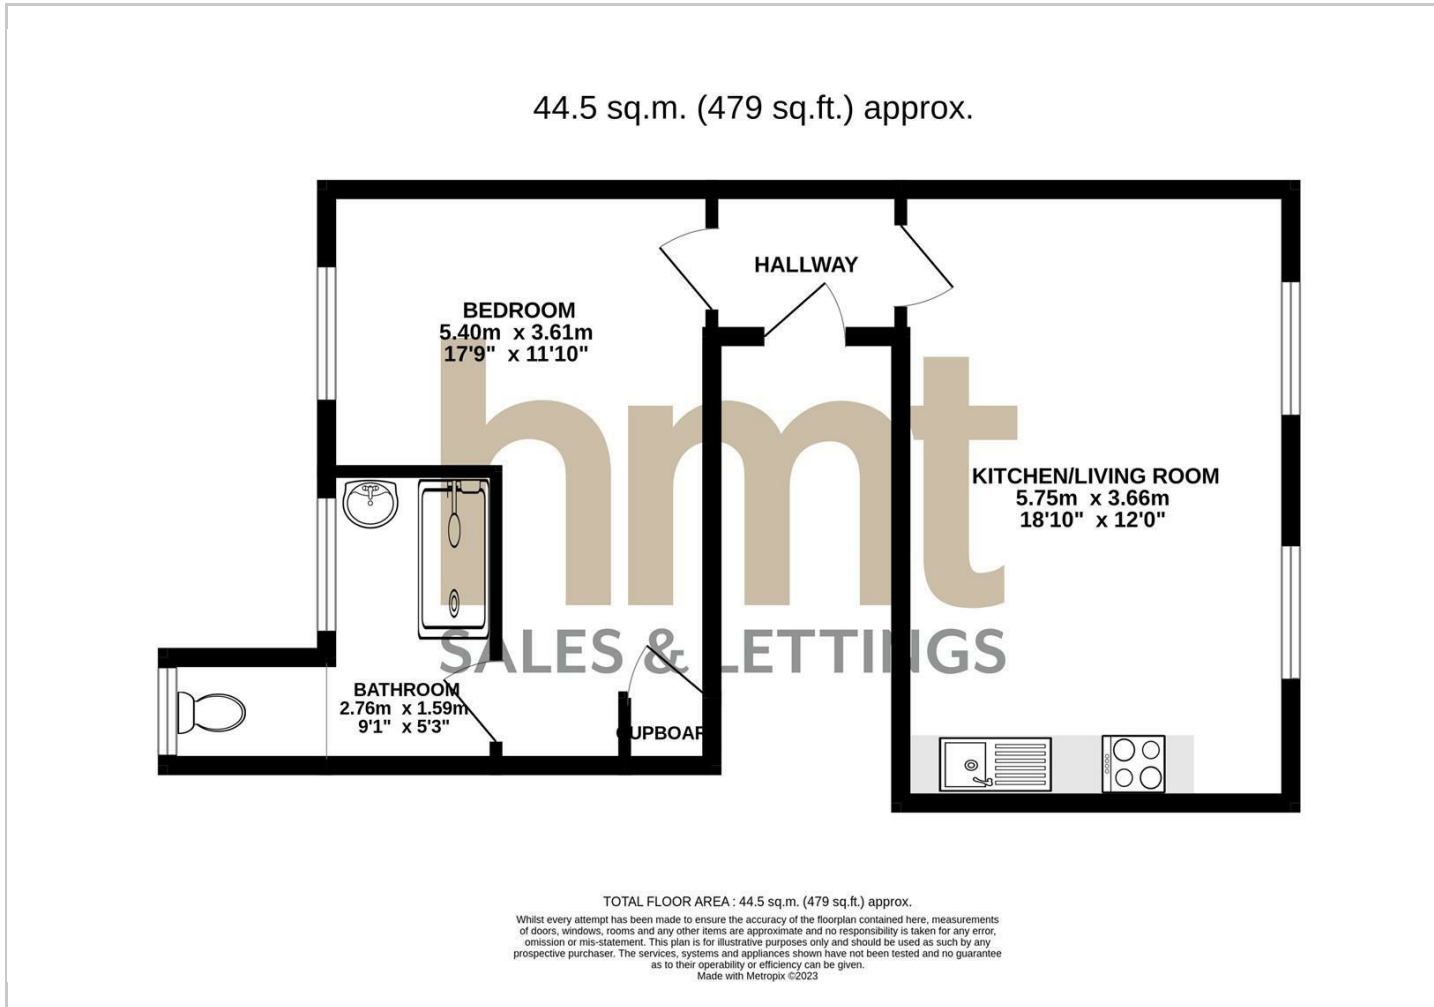 44.5 sq.m. (479 sq.ft.) approx.
HALLWAY
BEDROOM
5.40m x 3.61m
17'9" x 11'10"
hmt
SALES & LETTINGS
KITCHEN/LIVING ROOM
5.75m x 3.66m
18'10" x 12'0"
BATHROOM
2.76m x 1.59m
9'1" x 5'3"
CUPBOAR
TOTAL FLOOR AREA : 44.5 sq.m. (479 sq.ft.) approx.
Whilst every attempt has been made to ensure the accuracy of the floorplan contained here, measurements
of doors, windows, rooms and any other items are approximate and no responsibility is taken for any error,
omission or mis-statement. This plan is for illustrative purposes only and should be used as such by any
prospective purchaser. The services, systems and appliances shown have not been tested and no guarantee
as to their operability or efficiency can be given.
Made with Metropix ©2023